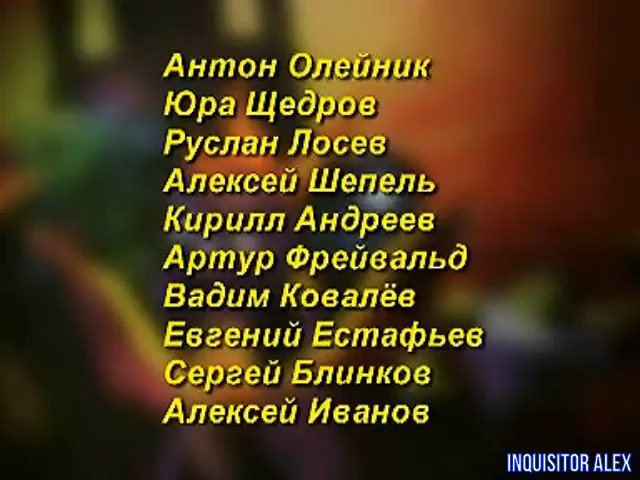 Антон Олейник
Юра Щедров
Руслан Лосев
Алексей Шепель
Кирилл Андреев
Артур Фрейвальд
Вадим Ковалёв
Евгений Естафьев
Сергей Блинков
Алексей Иванов
INQUISITOR ALEX